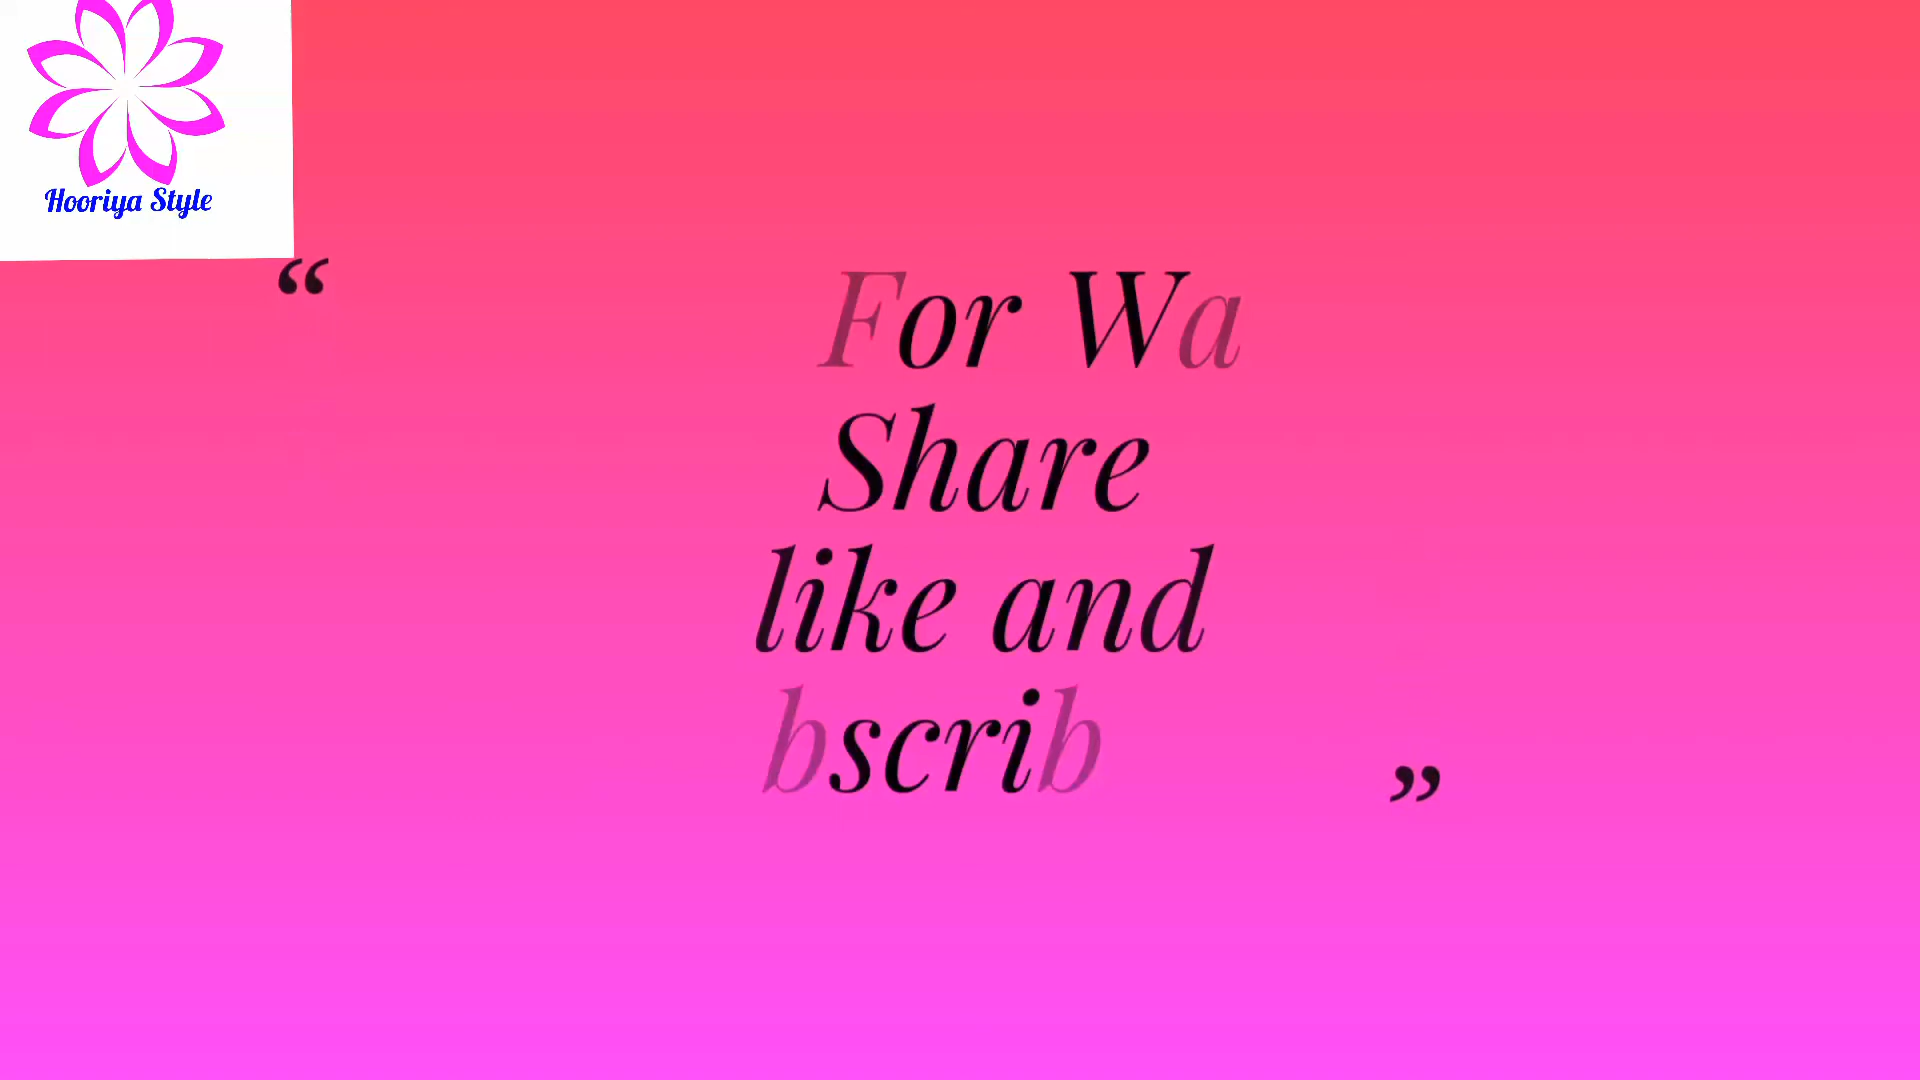 Hooriya Style
“
For Wa
Share
like and
bscrib
”